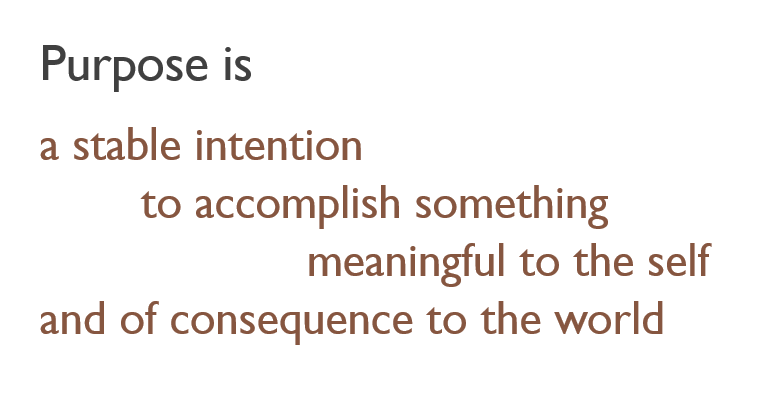 Purpose is
a stable intention
to accomplish something
meaningful to the self
and of consequence to the world